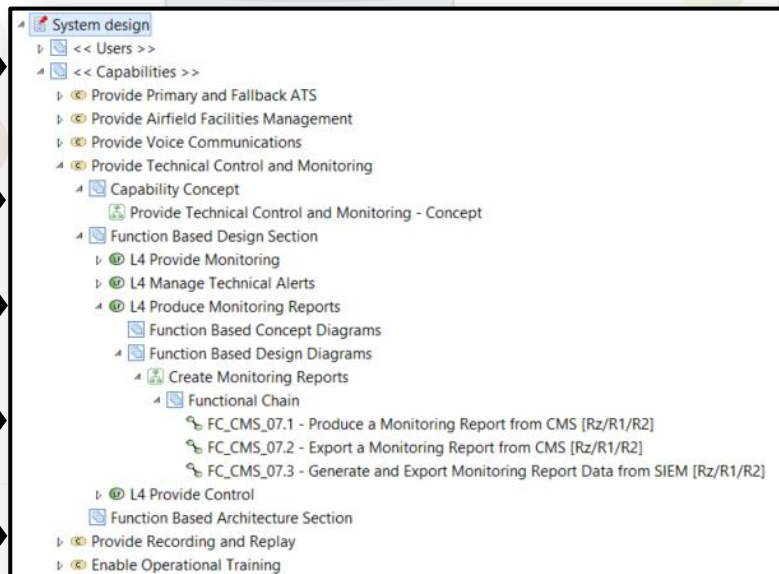 System design
<< Users >>
<< Capabilities >>
Provide Primary and Fallback ATS
Provide Airfield Facilities Management
Provide Voice Communications
Provide Technical Control and Monitoring
Capability Concept
Provide Technical Control and Monitoring - Concept
Function Based Design Section
L4 Provide Monitoring
L4 Manage Technical Alerts
L4 Produce Monitoring Reports
Function Based Concept Diagrams
Function Based Design Diagrams
Create Monitoring Reports
Functional Chain
FC_CMS_07.1 - Produce a Monitoring Report from CMS [Rz/R1/R2]
FC_CMS_07.2 - Export a Monitoring Report from CMS [Rz/R1/R2]
FC_CMS_07.3 - Generate and Export Monitoring Report Data from SIEM [Rz/R1/R2]
L4 Provide Control
Function Based Architecture Section
Provide Recording and Replay
Enable Operational Training